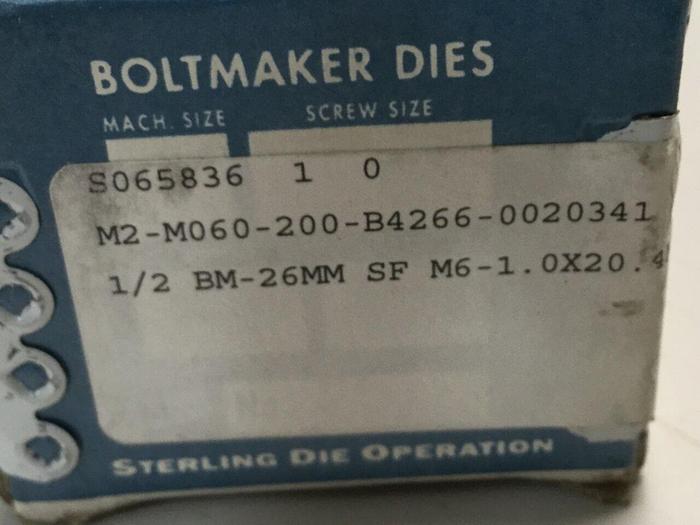 BOLTMAKER DIES
MACH. SIZE SCREW SIZE
S065836 1 0
M2-M060-200-B4266-0020341
1/2 BM-26MM SF M6-1.0X20.4
STERLING DIE OPERATION